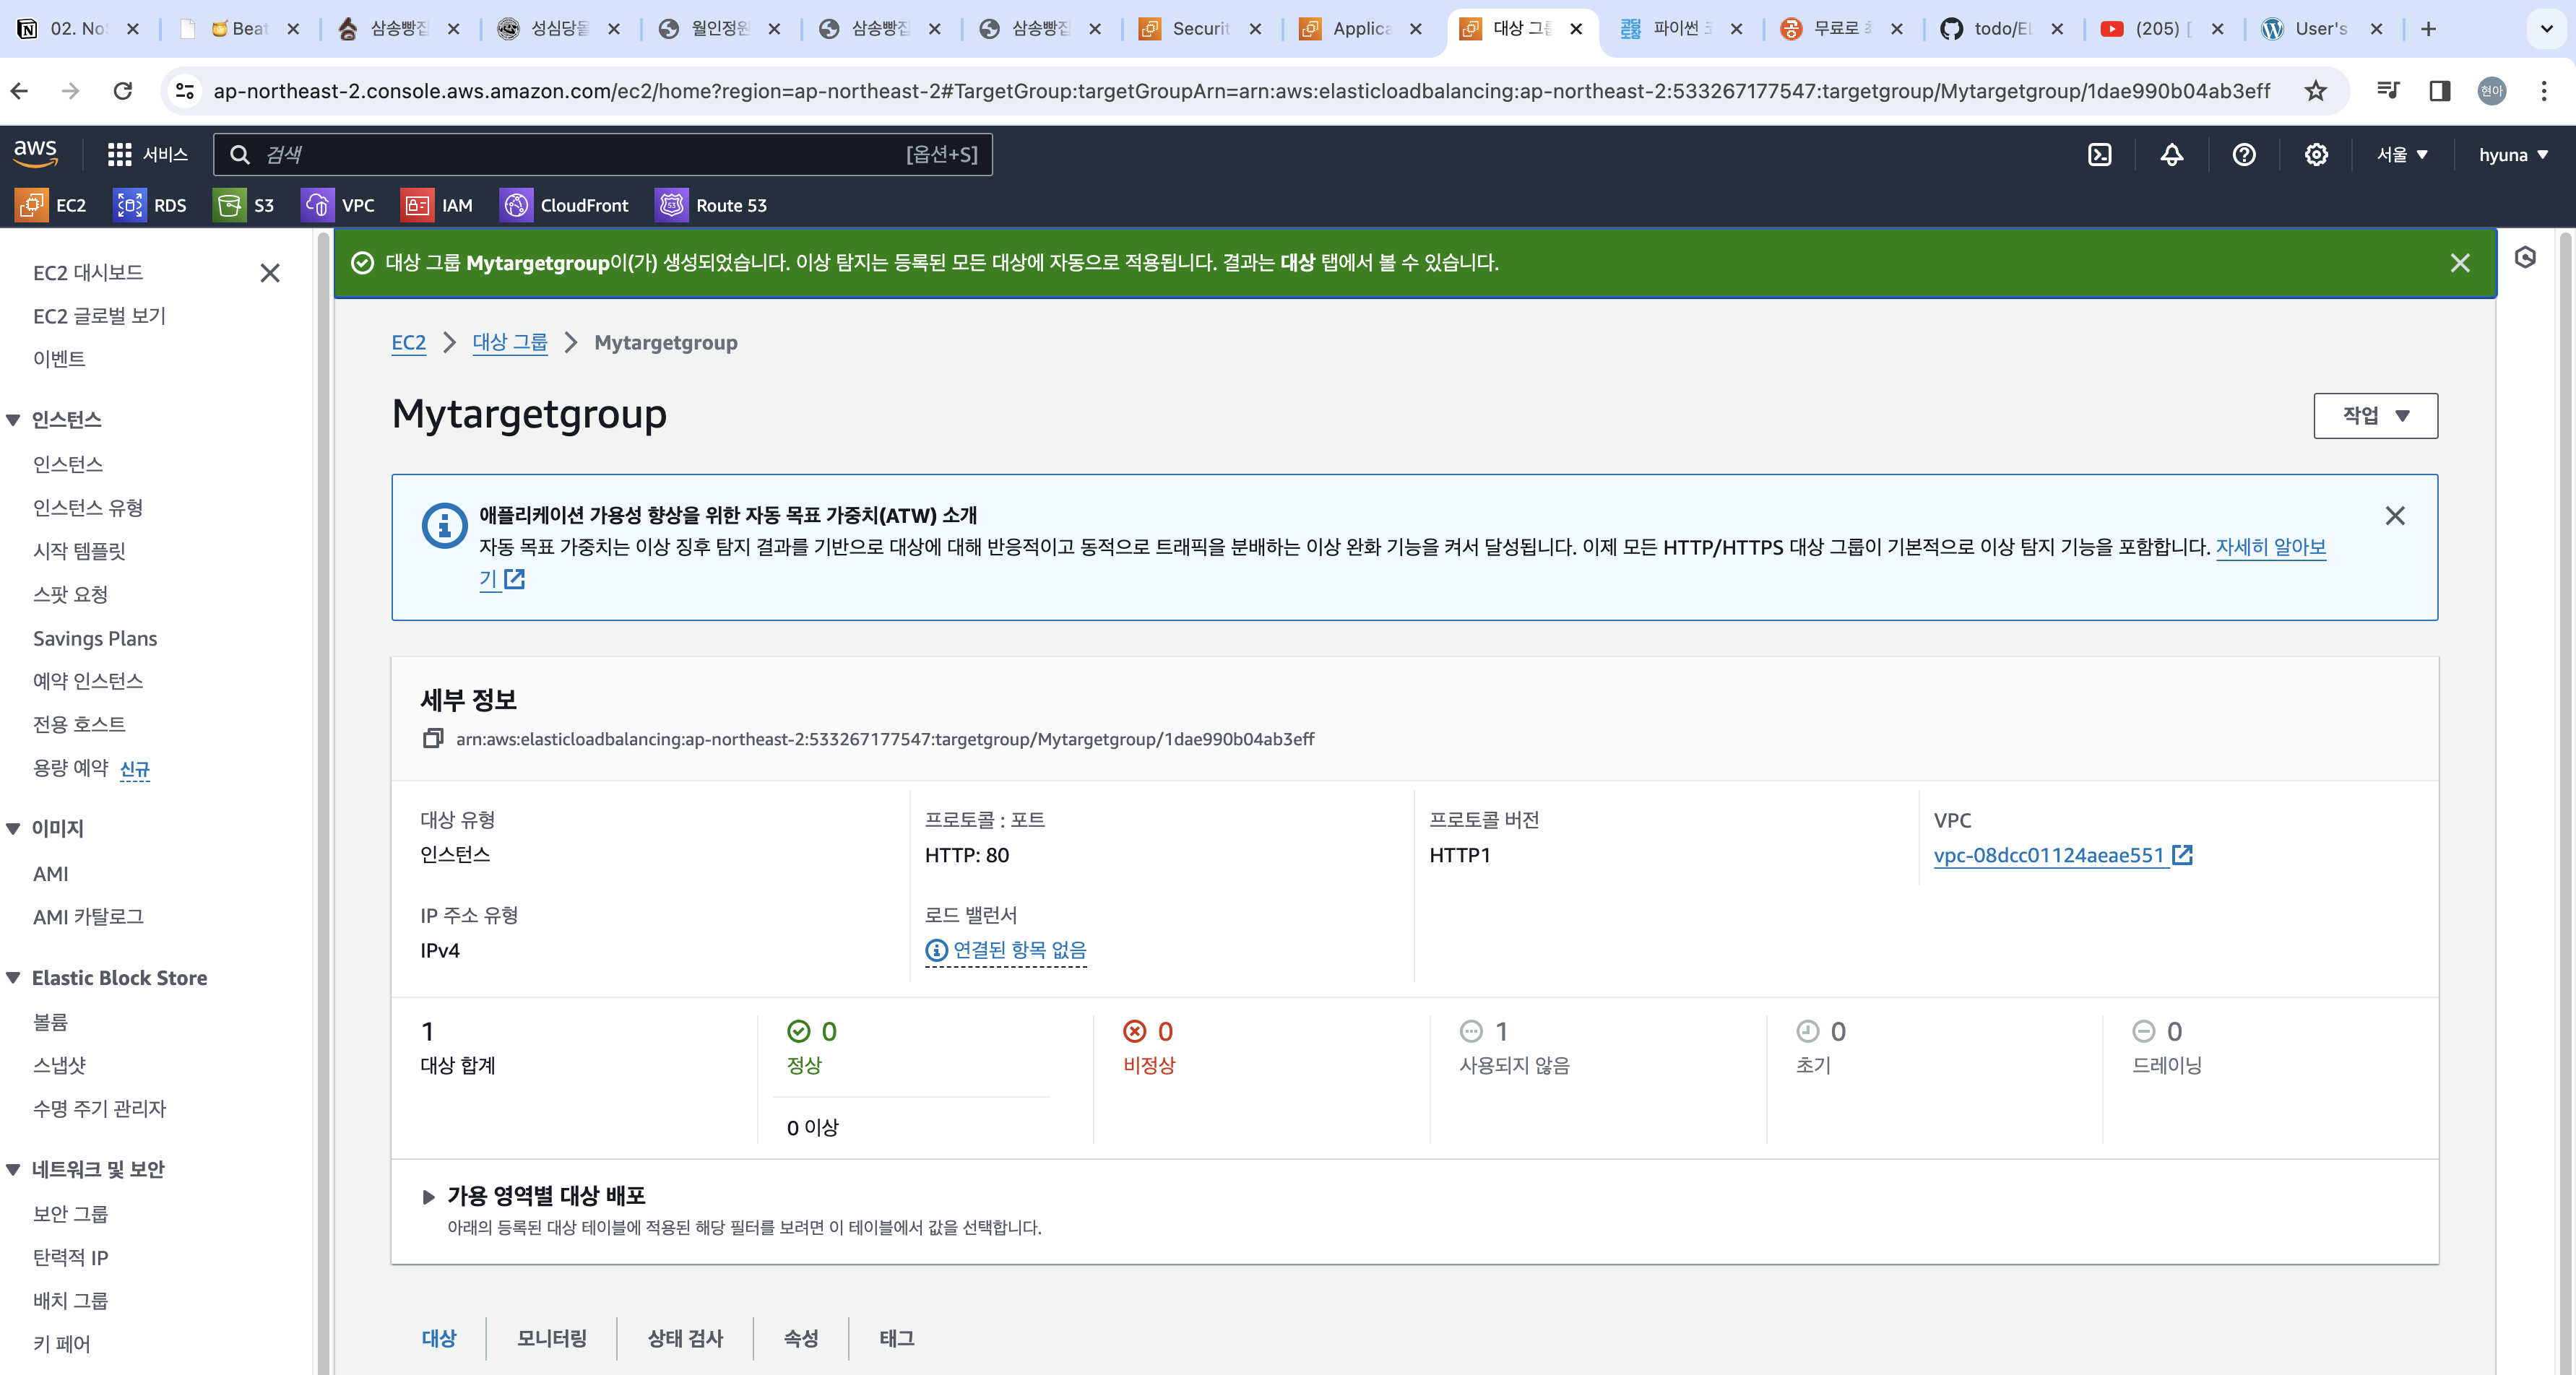 02. No
Beat
삼송빵집
성심당몰
월인정원
삼송빵집
삼송빵집
Securit
Applica
대상 그룹
파이썬
무료로
todo/EL
(205) [
User's
ap-northeast-2.console.aws.amazon.com/ec2/home?region=ap-northeast-2#TargetGroup:targetGroupArn=arn:aws:elasticloadbalancing:ap-northeast-2:533267177547:targetgroup/Mytargetgroup/1dae990b04ab3eff
현아
aws
서비스
검색
[옵션+S]
서울
hyuna
EC2
RDS
S3
VPC
IAM
CloudFront
Route 53
EC2 대시보드
EC2 글로벌 보기
이벤트
인스턴스
인스턴스
인스턴스 유형
시작 템플릿
스팟 요청
Savings Plans
예약 인스턴스
전용 호스트
용량 예약 신규
이미지
AMI
AMI 카탈로그
Elastic Block Store
볼륨
스냅샷
수명 주기 관리자
네트워크 및 보안
보안 그룹
탄력적 IP
배치 그룹
키 페어
대상 그룹 Mytargetgroup이(가) 생성되었습니다. 이상 탐지는 등록된 모든 대상에 자동으로 적용됩니다. 결과는 대상 탭에서 볼 수 있습니다.
EC2
대상 그룹
Mytargetgroup
Mytargetgroup
작업
애플리케이션 가용성 향상을 위한 자동 목표 가중치(ATW) 소개
자동 목표 가중치는 이상 징후 탐지 결과를 기반으로 대상에 대해 반응적이고 동적으로 트래픽을 분배하는 이상 완화 기능을 켜서 달성됩니다. 이제 모든 HTTP/HTTPS 대상 그룹이 기본적으로 이상 탐지 기능을 포함합니다. 자세히 알아보
기
세부 정보
arn:aws:elasticloadbalancing:ap-northeast-2:533267177547:targetgroup/Mytargetgroup/1dae990b04ab3eff
대상 유형
인스턴스
프로토콜 : 포트
HTTP: 80
프로토콜 버전
HTTP1
VPC
vpc-08dcc01124aeae551
IP 주소 유형
IPv4
로드 밸런서
연결된 항목 없음
1
대상 합계
0
정상
0 이상
0
비정상
1
사용되지 않음
0
초기
0
드레이닝
가용 영역별 대상 배포
아래의 등록된 대상 테이블에 적용된 해당 필터를 보려면 이 테이블에서 값을 선택합니다.
대상
모니터링
상태 검사
속성
태그